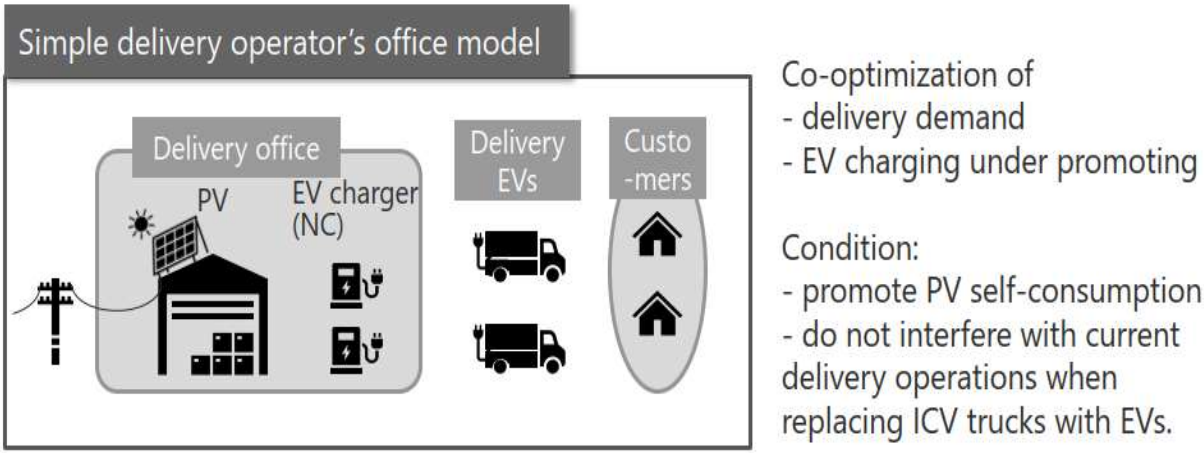 Simple delivery operator's office model
Delivery office
PV
EV charger
(NC)
Delivery
EVs
Custo
-mers
Co-optimization of
- delivery demand
- EV charging under promoting
Condition:
- promote PV self-consumption
- do not interfere with current
delivery operations when
replacing ICV trucks with EVs.